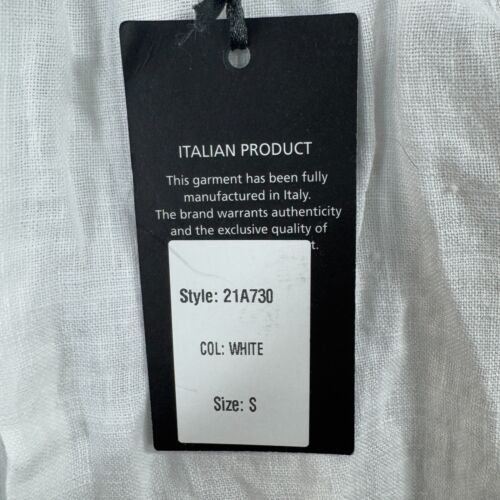 ITALIAN PRODUCT
This garment has been fully
manufactured in Italy.
The brand warrants authenticity
and the exclusive quality of
t.
Style: 21A730
COL: WHITE
Size: S